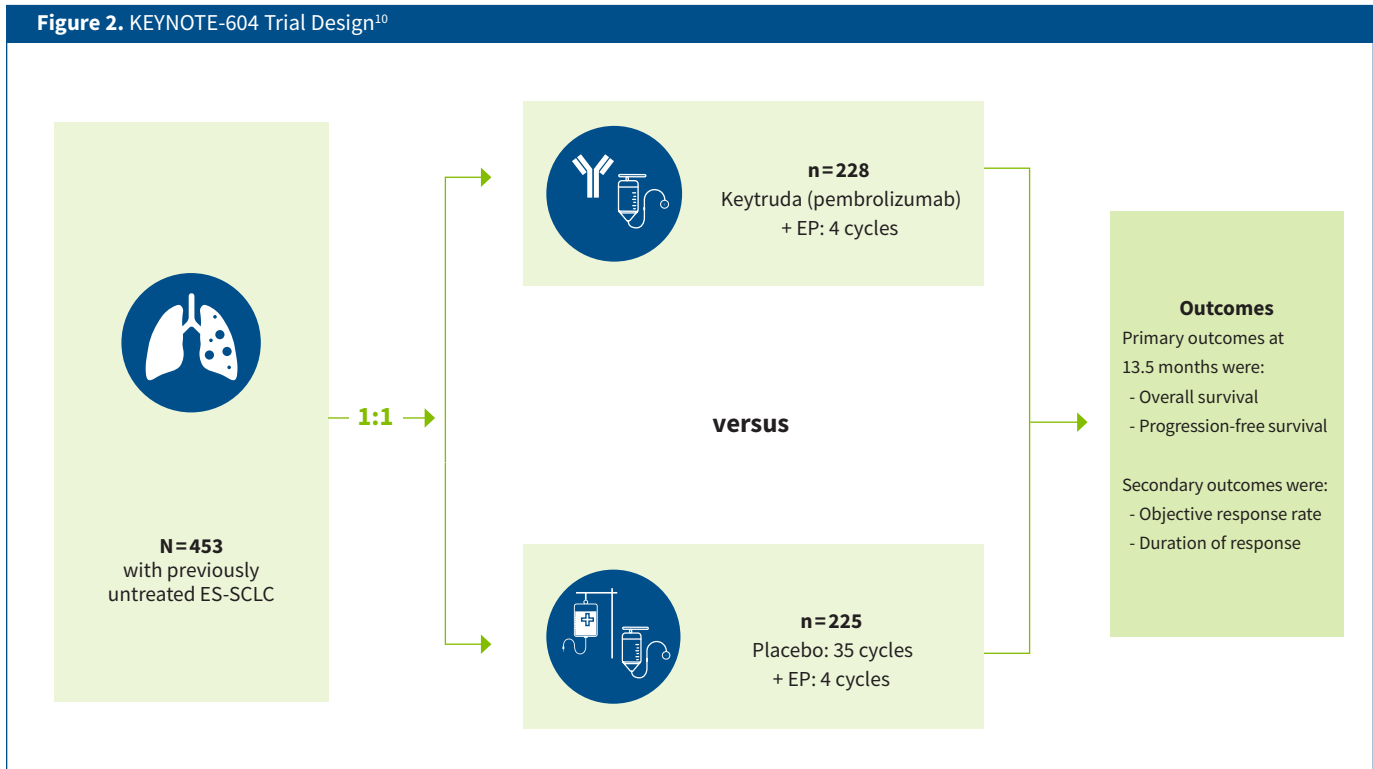 Figure 2. KEYNOTE-604 Trial Design¹⁰
N=453
with previously
untreated ES-SCLC
1:1
n=228
Keytruda (pembrolizumab)
+ EP: 4 cycles
versus
n=225
Placebo: 35 cycles
+ EP: 4 cycles
Outcomes
Primary outcomes at
13.5 months were:
- Overall survival
- Progression-free survival
Secondary outcomes were:
- Objective response rate
- Duration of response